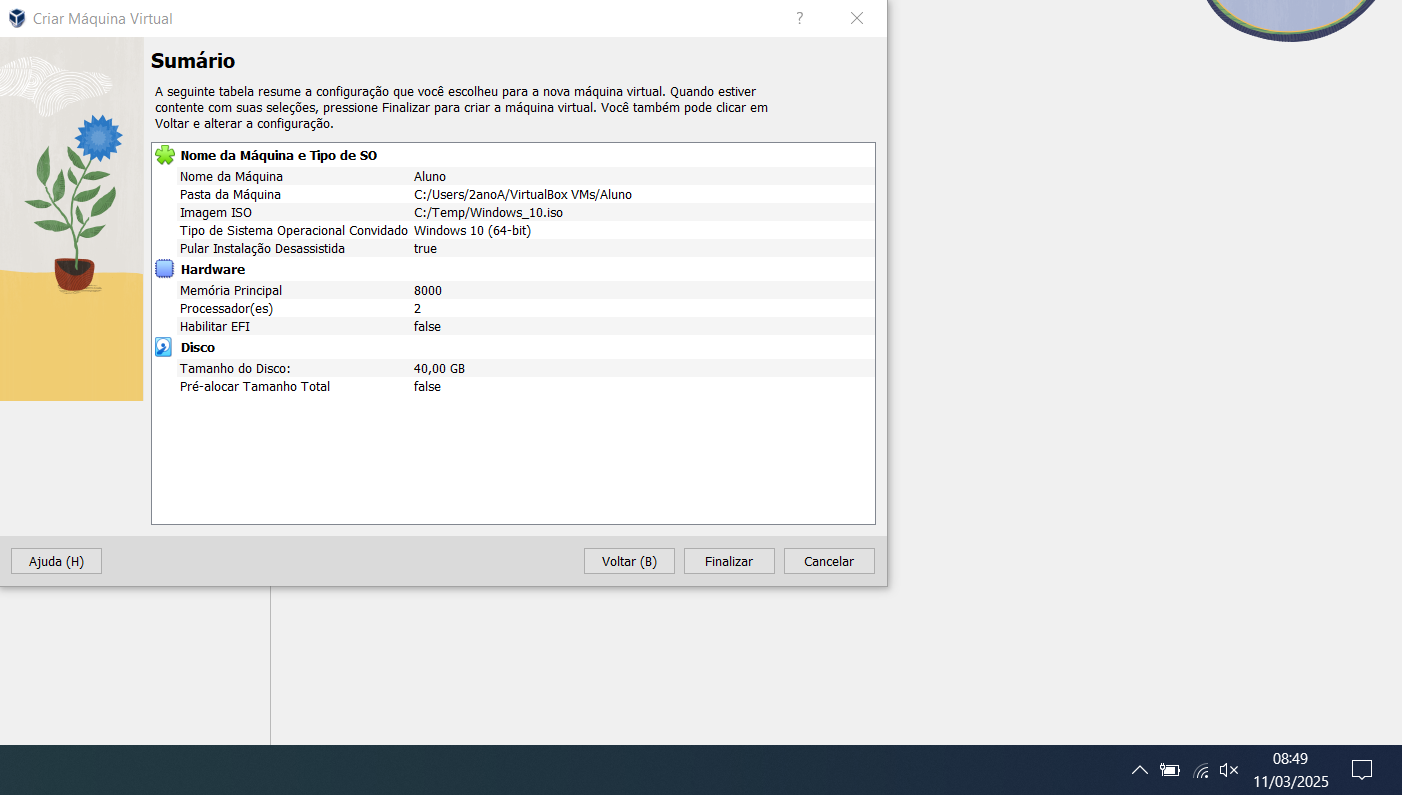 Criar Máquina Virtual
?
Sumário
A seguinte tabela resume a configuração que você escolheu para a nova máquina virtual. Quando estiver
contente com suas seleções, pressione Finalizar para criar a máquina virtual. Você também pode clicar em
Voltar e alterar a configuração.
Nome da Máquina e Tipo de SO
Nome da Máquina Aluno
Pasta da Máquina C:/Users/2anoA/VirtualBox VMs/Aluno
Imagem ISO C:/Temp/Windows_10.iso
Tipo de Sistema Operacional Convidado Windows 10 (64-bit)
Pular Instalação Desassistida true
Hardware
Memória Principal 8000
Processador(es) 2
Habilitar EFI false
Disco
Tamanho do Disco: 40,00 GB
Pré-alocar Tamanho Total false
Ajuda (H) Voltar (B) Finalizar Cancelar
08:49
11/03/2025